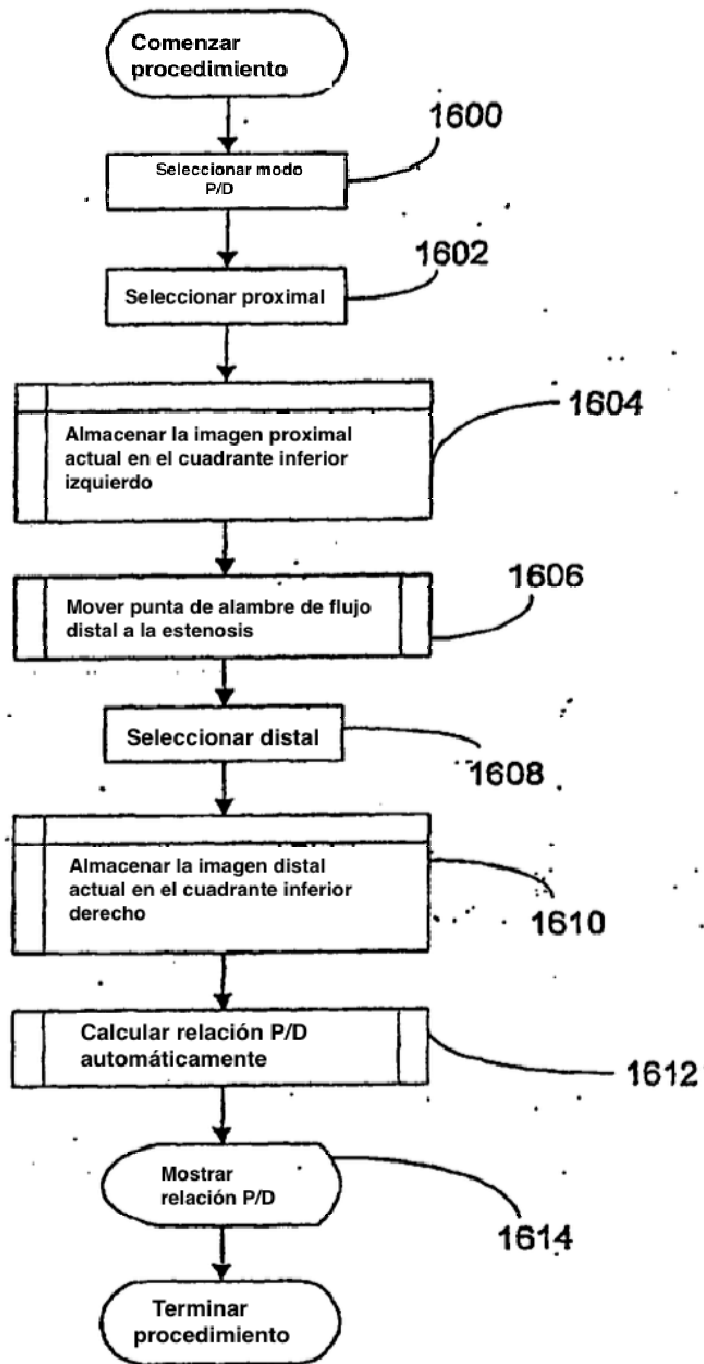 Comenzar
procedimiento
1600
Seleccionar modo
P/D
1602
Seleccionar proximal
1604
Almacenar la imagen proximal
actual en el cuadrante inferior
izquierdo
1606
Mover punta de alambre de flujo
distal a la estenosis
Seleccionar distal
1608
Almacenar la imagen distal
actual en el cuadrante inferior
derecho
1610
Calcular relación P/D
automáticamente
1612
Mostrar
relación P/D
1614
Terminar
procedimiento